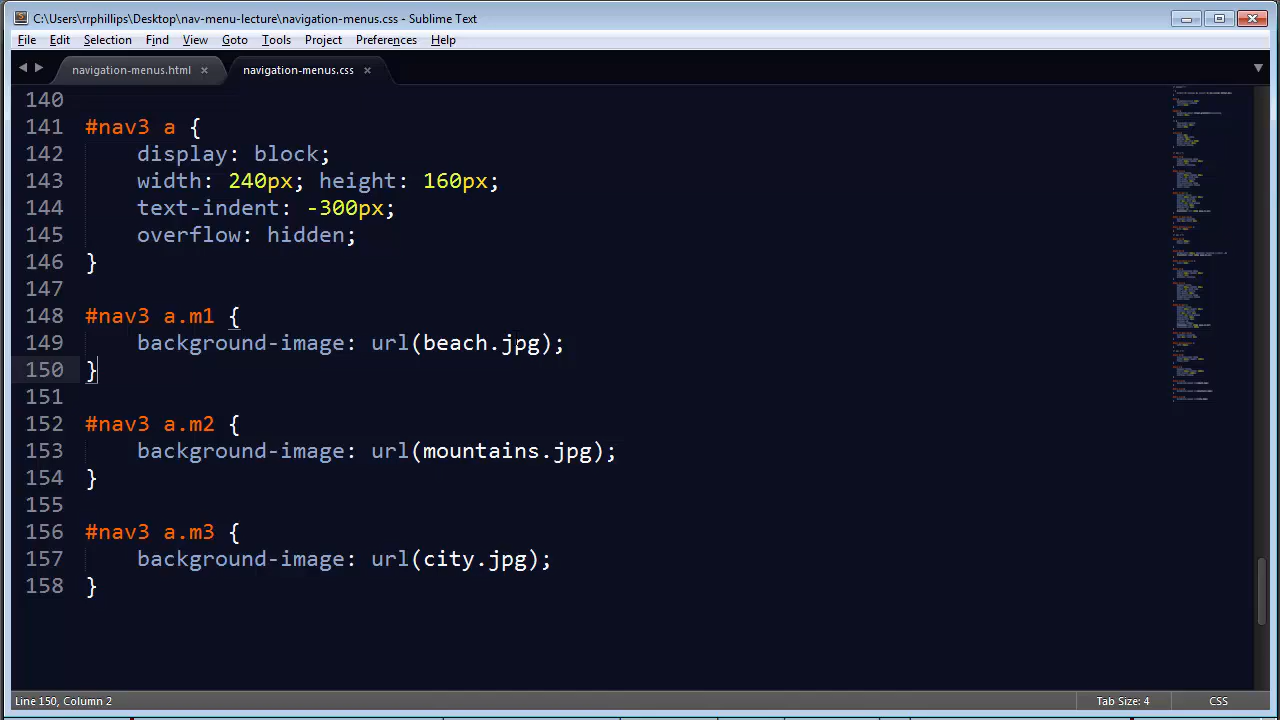 C:\Users\rrphillips\Desktop\nav-menu-lecture\navigation-menus.css - Sublime Text
File Edit Selection Find View Goto Tools Project Preferences Help
navigation-menus.html × navigation-menus.css ×
140
141 #nav3 a {
142     display: block;
143     width: 240px; height: 160px;
144     text-indent: -300px;
145     overflow: hidden;
146 }
147
148 #nav3 a.m1 {
149     background-image: url(beach.jpg);
150 }
151
152 #nav3 a.m2 {
153     background-image: url(mountains.jpg);
154 }
155
156 #nav3 a.m3 {
157     background-image: url(city.jpg);
158 }
Line 150, Column 2 Tab Size: 4 CSS